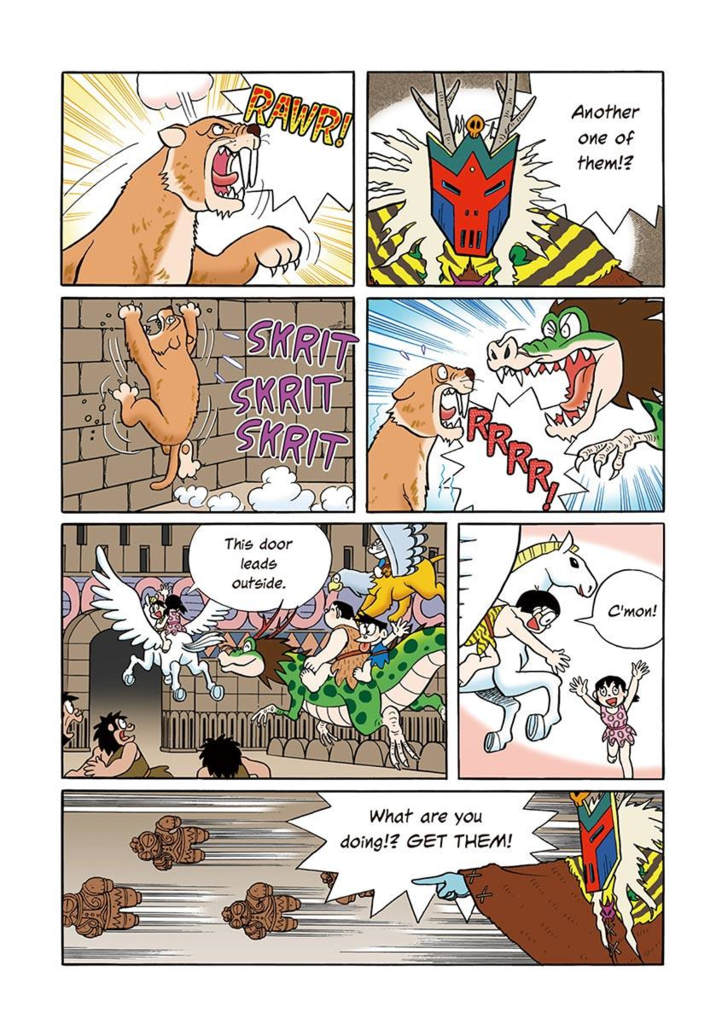 RAWR!
Another
one of
them!?
SKRIT
SKRIT
SKRIT
RRRR!
This door
leads
outside.
C'mon!
What are you
doing!? GET THEM!